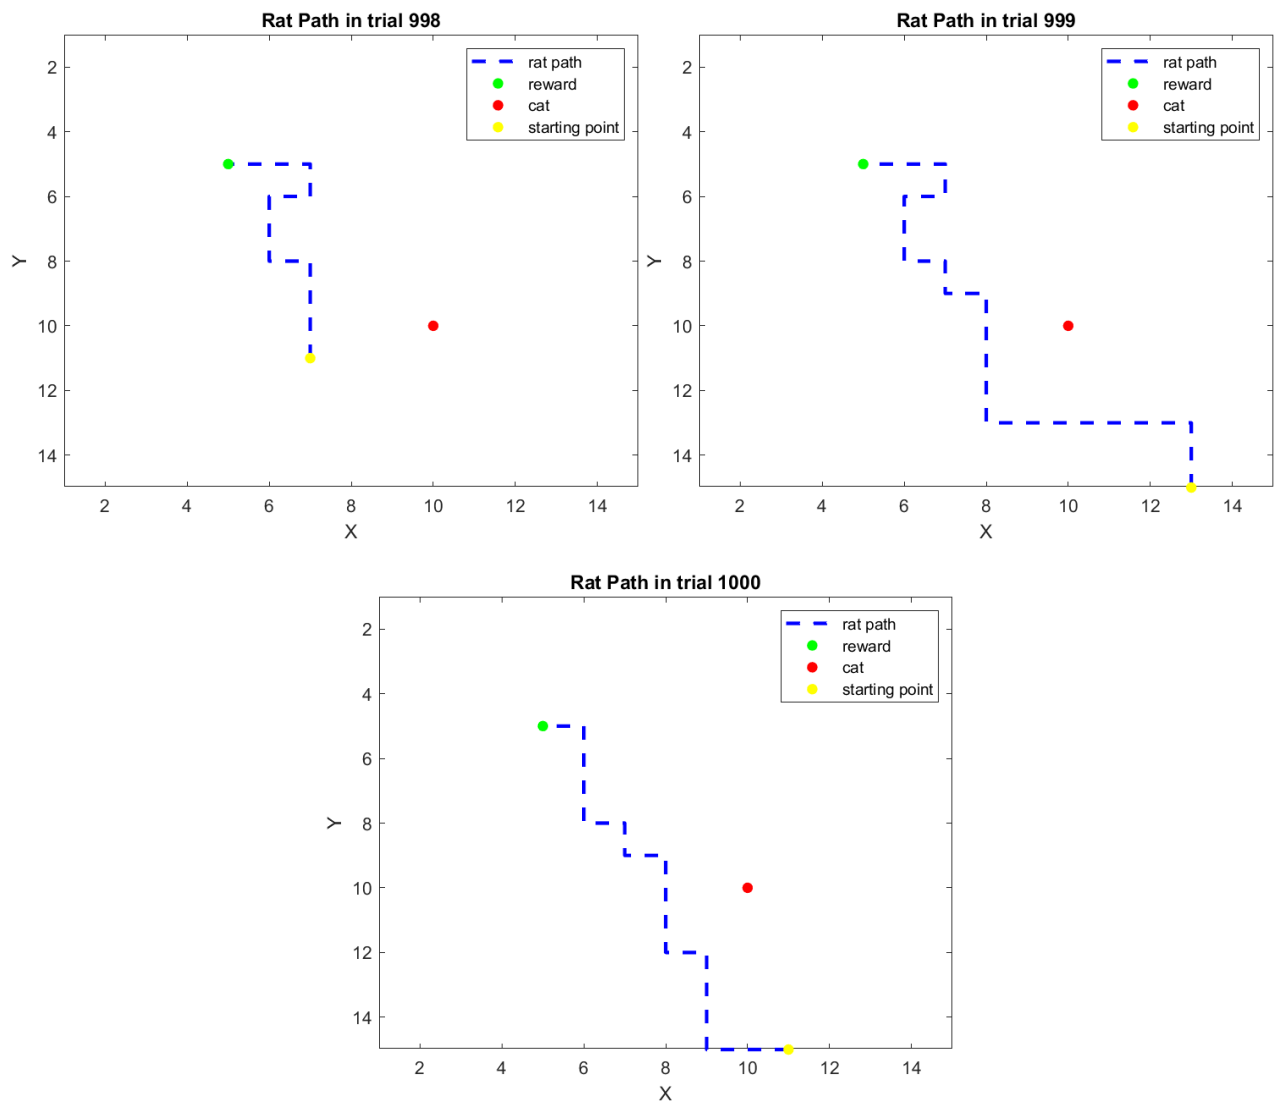 Rat Path in trial 998
rat path
reward
cat
starting point
2
4
6
8
10
12
14
Y
2 4 6 8 10 12 14
X
Rat Path in trial 999
rat path
reward
cat
starting point
2
4
6
8
10
12
14
Y
2 4 6 8 10 12 14
X
Rat Path in trial 1000
rat path
reward
cat
starting point
2
4
6
8
10
12
14
Y
2 4 6 8 10 12 14
X